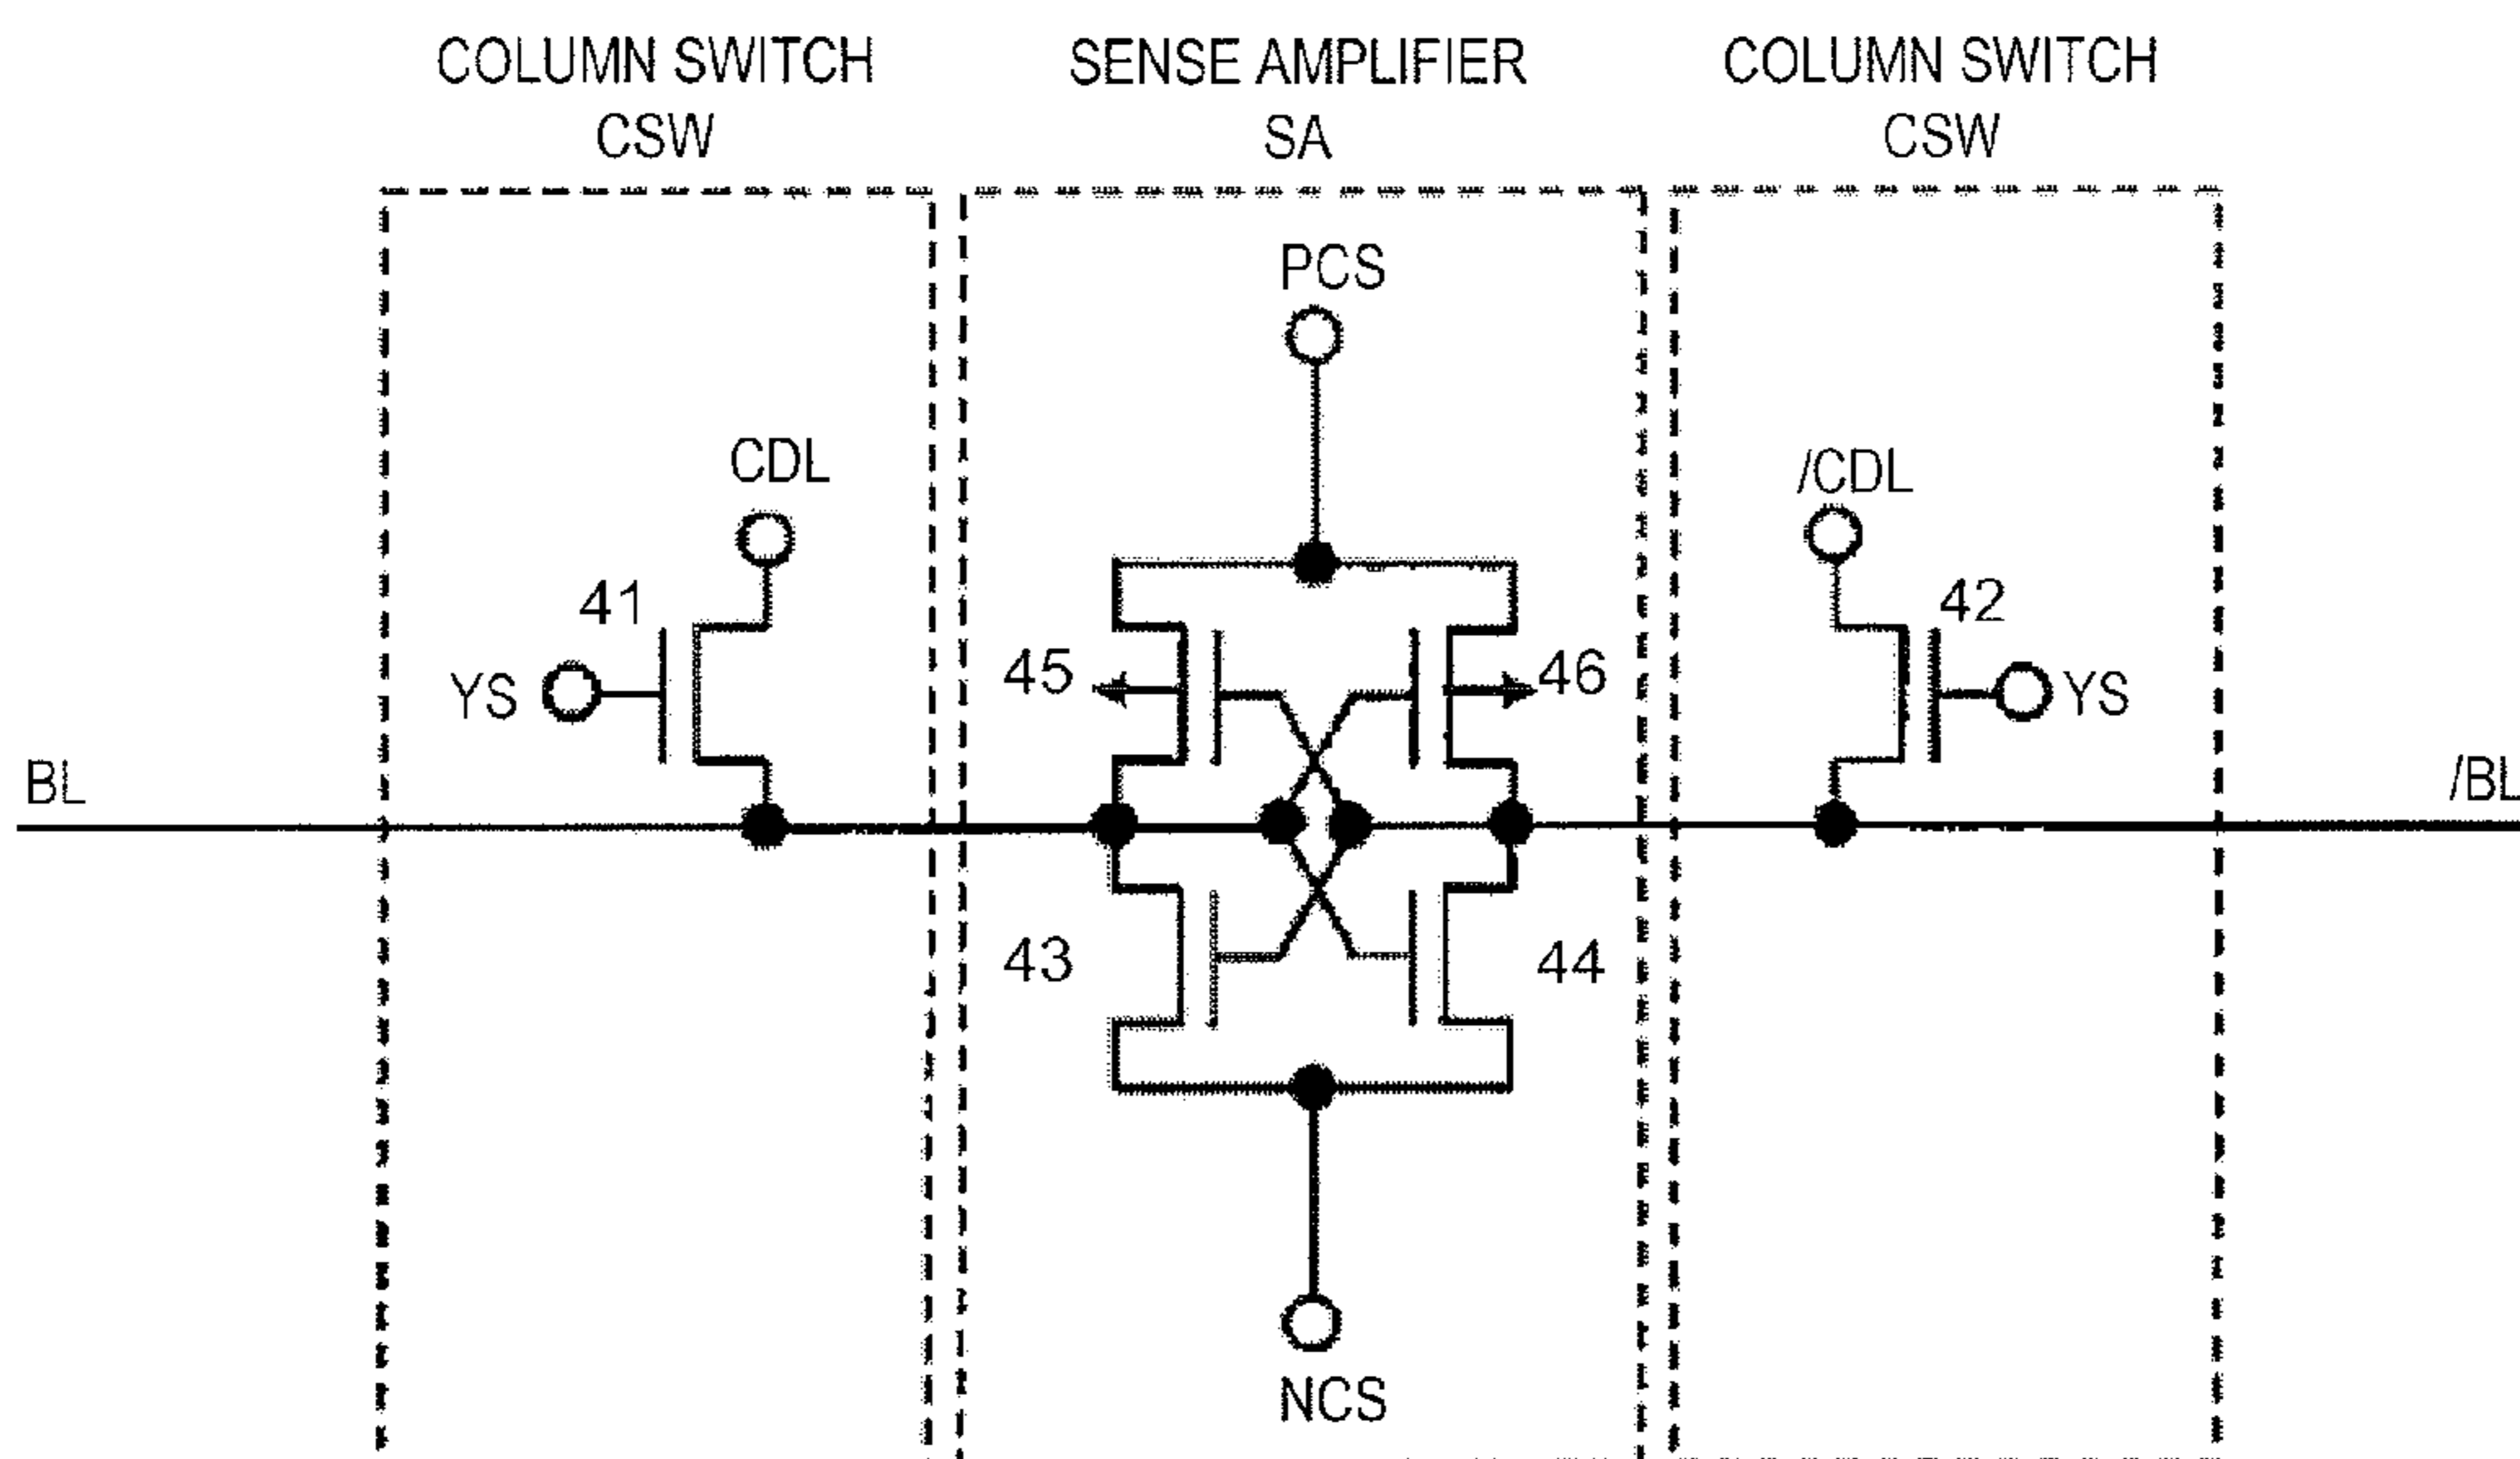 COLUMN SWITCH
CSW
SENSE AMPLIFIER
SA
COLUMN SWITCH
CSW
PCS
CDL
/CDL
41
42
45
46
YS
YS
BL
/BL
43
44
NCS